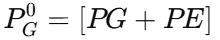 $P_G^0 = [PG + PE]$